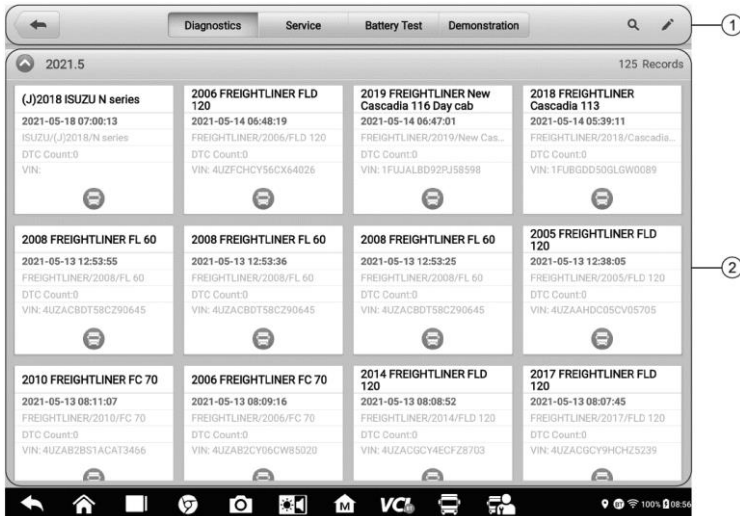 Diagnostics Service Battery Test Demonstration
1
2021.5 125 Records
(J)2018 ISUZU N series
2021-05-18 07:00:13
ISUZU/(J)2018/N series
DTC Count:0
VIN:
2006 FREIGHTLINER FLD
120
2021-05-14 06:48:19
FREIGHTLINER/2006/FLD 120
DTC Count:0
VIN: 4UZFCHCY56CX64026
2019 FREIGHTLINER New
Cascadia 116 Day cab
2021-05-14 06:47:01
FREIGHTLINER/2019/New Cas...
DTC Count:0
VIN: 1FUJALBD92PJ58598
2018 FREIGHTLINER
Cascadia 113
2021-05-14 05:39:11
FREIGHTLINER/2018/Cascadia...
DTC Count:0
VIN: 1FUBGDD50GLGW0089
2008 FREIGHTLINER FL 60
2021-05-13 12:53:55
FREIGHTLINER/2008/FL 60
DTC Count:0
VIN: 4UZACBDT58CZ90645
2008 FREIGHTLINER FL 60
2021-05-13 12:53:36
FREIGHTLINER/2008/FL 60
DTC Count:0
VIN: 4UZACBDT58CZ90645
2008 FREIGHTLINER FL 60
2021-05-13 12:53:25
FREIGHTLINER/2008/FL 60
DTC Count:0
VIN: 4UZACBDT58CZ90645
2005 FREIGHTLINER FLD
120
2021-05-13 12:38:05
FREIGHTLINER/2005/FLD 120
DTC Count:0
VIN: 4UZAAHDC05CV05705
2
2010 FREIGHTLINER FC 70
2021-05-13 08:11:07
FREIGHTLINER/2010/FC 70
DTC Count:0
VIN: 4UZAB2BS1ACAT3466
2006 FREIGHTLINER FC 70
2021-05-13 08:09:16
FREIGHTLINER/2006/FC 70
DTC Count:0
VIN: 4UZAB2CY06CW85020
2014 FREIGHTLINER FLD
120
2021-05-13 08:08:52
FREIGHTLINER/2014/FLD 120
DTC Count:0
VIN: 4UZACGCY4ECFZ8703
2017 FREIGHTLINER FLD
120
2021-05-13 08:07:45
FREIGHTLINER/2017/FLD 120
DTC Count:0
VIN: 4UZACGCY9HCHZ5239
M VCI BT 100% 08:56